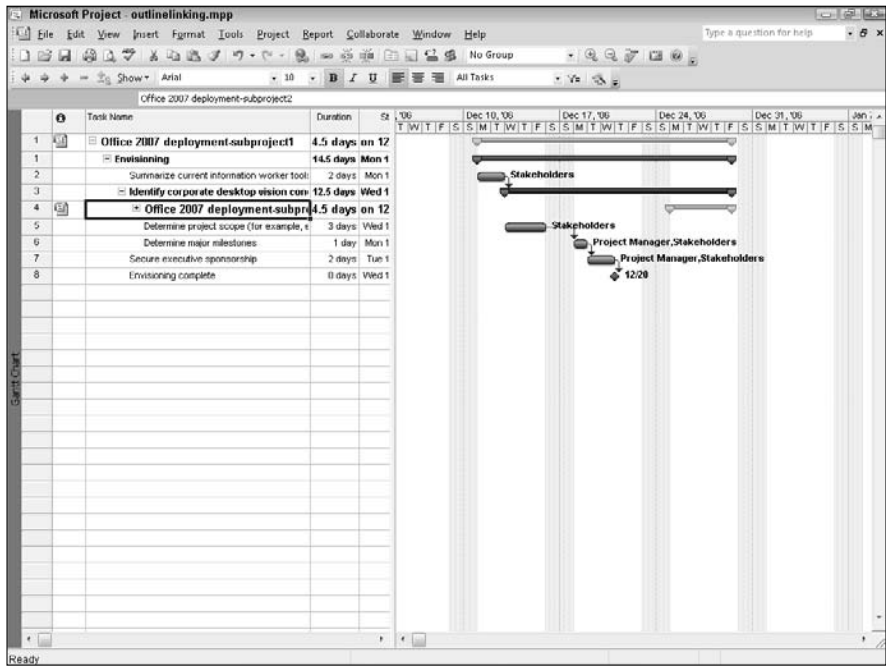 Microsoft Project - outlinelinking.mpp
File Edit View Insert Format Tools Project Report Collaborate Window Help
Type a question for help
No Group
Show Arial 10 B I U All Tasks
Office 2007 deployment-subproject2
Task Name Duration St , '06 Dec 10, '06 Dec 17, '06 Dec 24, '06 Dec 31, '06 Jan
T W T F S S M T W T F S S M T W T F S S M T W T F S S M T W T F S S M
1 Office 2007 deployment-subproject1 4.5 days on 12
1 Envisioning 14.5 days Mon 1
2 Summarize current information worker tool 2 days Mon 1 Stakeholders
3 Identify corporate desktop vision con 12.5 days Wed 1
4 Office 2007 deployment-subpr 4.5 days on 12
5 Determine project scope (for example, e 3 days Wed 1 Stakeholders
6 Determine major milestones 1 day Mon 1 Project Manager,Stakeholders
7 Secure executive sponsorship 2 days Tue 1 Project Manager,Stakeholders
8 Envisioning complete 0 days Wed 1 12/20
Gantt Chart
Ready